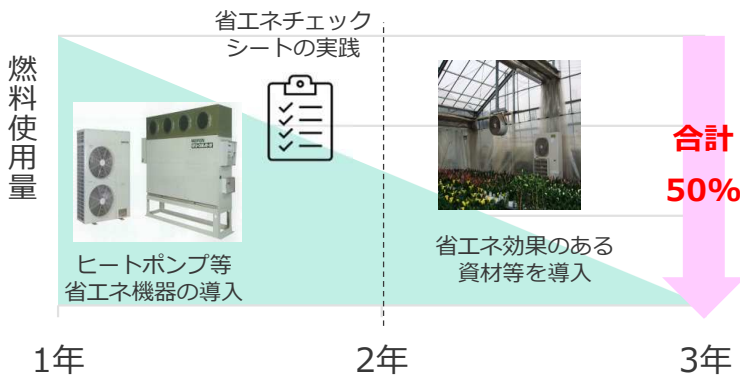 省エネチェック
シートの実践
燃料使用量
合計
50%
ヒートポンプ等
省エネ機器の導入
省エネ効果のある
資材等を導入
1年
2年
3年